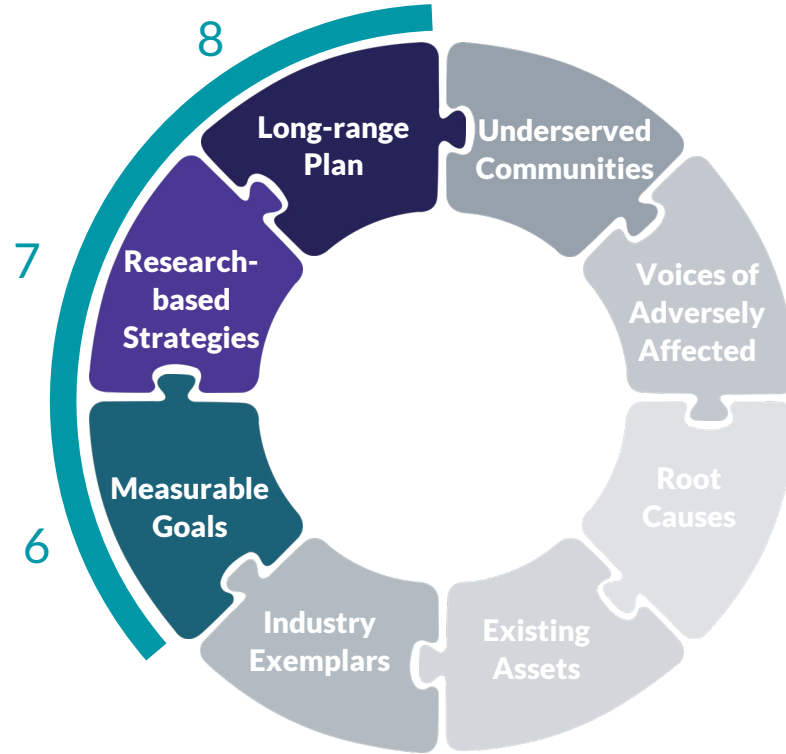 8
Long-range
Plan
Underserved
Communities
7
Research-
based
Strategies
Voices of
Adversely
Affected
6
Measurable
Goals
Root
Causes
Industry
Exemplars
Existing
Assets